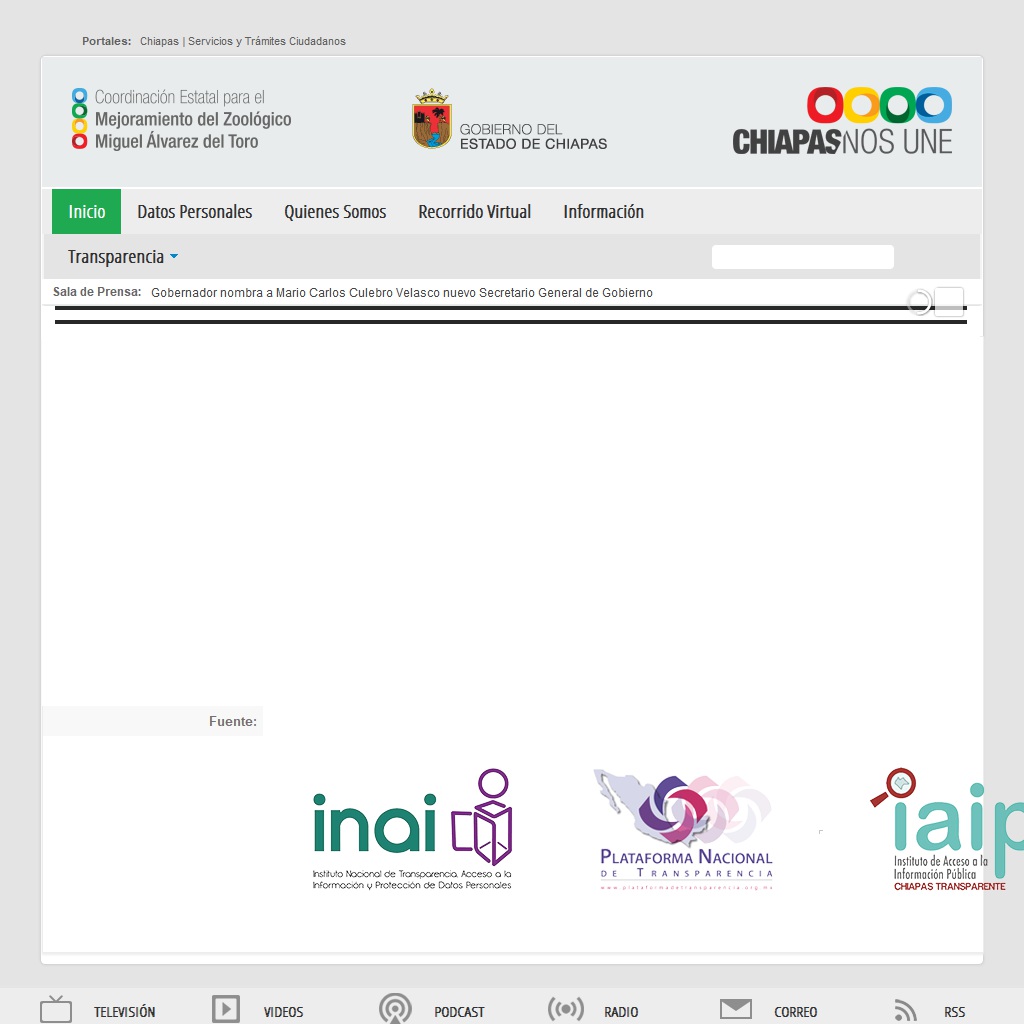 Portales: Chiapas | Servicios y Trámites Ciudadanos
Coordinación Estatal para el
Mejoramiento del Zoológico
Miguel Álvarez del Toro
GOBIERNO DEL
ESTADO DE CHIAPAS
CHIAPAS NOS UNE
Inicio Datos Personales Quienes Somos Recorrido Virtual Información
Transparencia
Sala de Prensa: Gobernador nombra a Mario Carlos Culebro Velasco nuevo Secretario General de Gobierno
Fuente:
inai
Instituto Nacional de Transparencia, Acceso a la
Información y Protección de Datos Personales
PLATAFORMA NACIONAL
DE TRANSPARENCIA
www.plataformadetransparencia.org.mx
iaip
Instituto de Acceso a la
Información Pública
CHIAPAS TRANSPARENTE
TELEVISIÓN VIDEOS PODCAST RADIO CORREO RSS